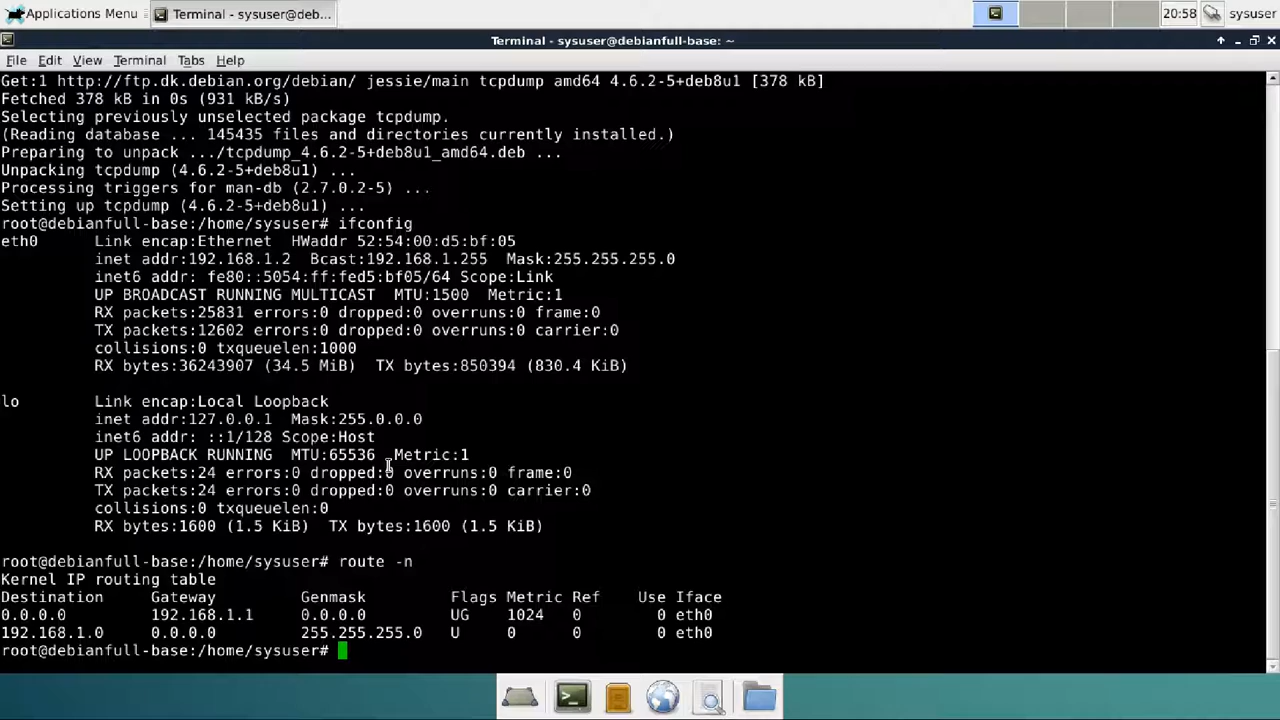 Applications Menu
Terminal - sysuser@deb...
20:58
sysuser
Terminal - sysuser@debianfull-base: ~
File Edit View Terminal Tabs Help
Get:1 http://ftp.dk.debian.org/debian/ jessie/main tcpdump amd64 4.6.2-5+deb8u1 [378 kB]
Fetched 378 kB in 0s (931 kB/s)
Selecting previously unselected package tcpdump.
(Reading database ... 145435 files and directories currently installed.)
Preparing to unpack .../tcpdump_4.6.2-5+deb8u1_amd64.deb ...
Unpacking tcpdump (4.6.2-5+deb8u1) ...
Processing triggers for man-db (2.7.0.2-5) ...
Setting up tcpdump (4.6.2-5+deb8u1) ...
root@debianfull-base:/home/sysuser# ifconfig
eth0      Link encap:Ethernet  HWaddr 52:54:00:d5:bf:05
          inet addr:192.168.1.2  Bcast:192.168.1.255  Mask:255.255.255.0
          inet6 addr: fe80::5054:ff:fed5:bf05/64 Scope:Link
          UP BROADCAST RUNNING MULTICAST  MTU:1500  Metric:1
          RX packets:25831 errors:0 dropped:0 overruns:0 frame:0
          TX packets:12602 errors:0 dropped:0 overruns:0 carrier:0
          collisions:0 txqueuelen:1000
          RX bytes:36243907 (34.5 MiB)  TX bytes:850394 (830.4 KiB)
lo        Link encap:Local Loopback
          inet addr:127.0.0.1  Mask:255.0.0.0
          inet6 addr: ::1/128 Scope:Host
          UP LOOPBACK RUNNING  MTU:65536  Metric:1
          RX packets:24 errors:0 dropped:0 overruns:0 frame:0
          TX packets:24 errors:0 dropped:0 overruns:0 carrier:0
          collisions:0 txqueuelen:0
          RX bytes:1600 (1.5 KiB)  TX bytes:1600 (1.5 KiB)
root@debianfull-base:/home/sysuser# route -n
Kernel IP routing table
Destination     Gateway         Genmask         Flags Metric Ref    Use Iface
0.0.0.0         192.168.1.1     0.0.0.0         UG    1024   0        0 eth0
192.168.1.0     0.0.0.0         255.255.255.0   U     0      0        0 eth0
root@debianfull-base:/home/sysuser#